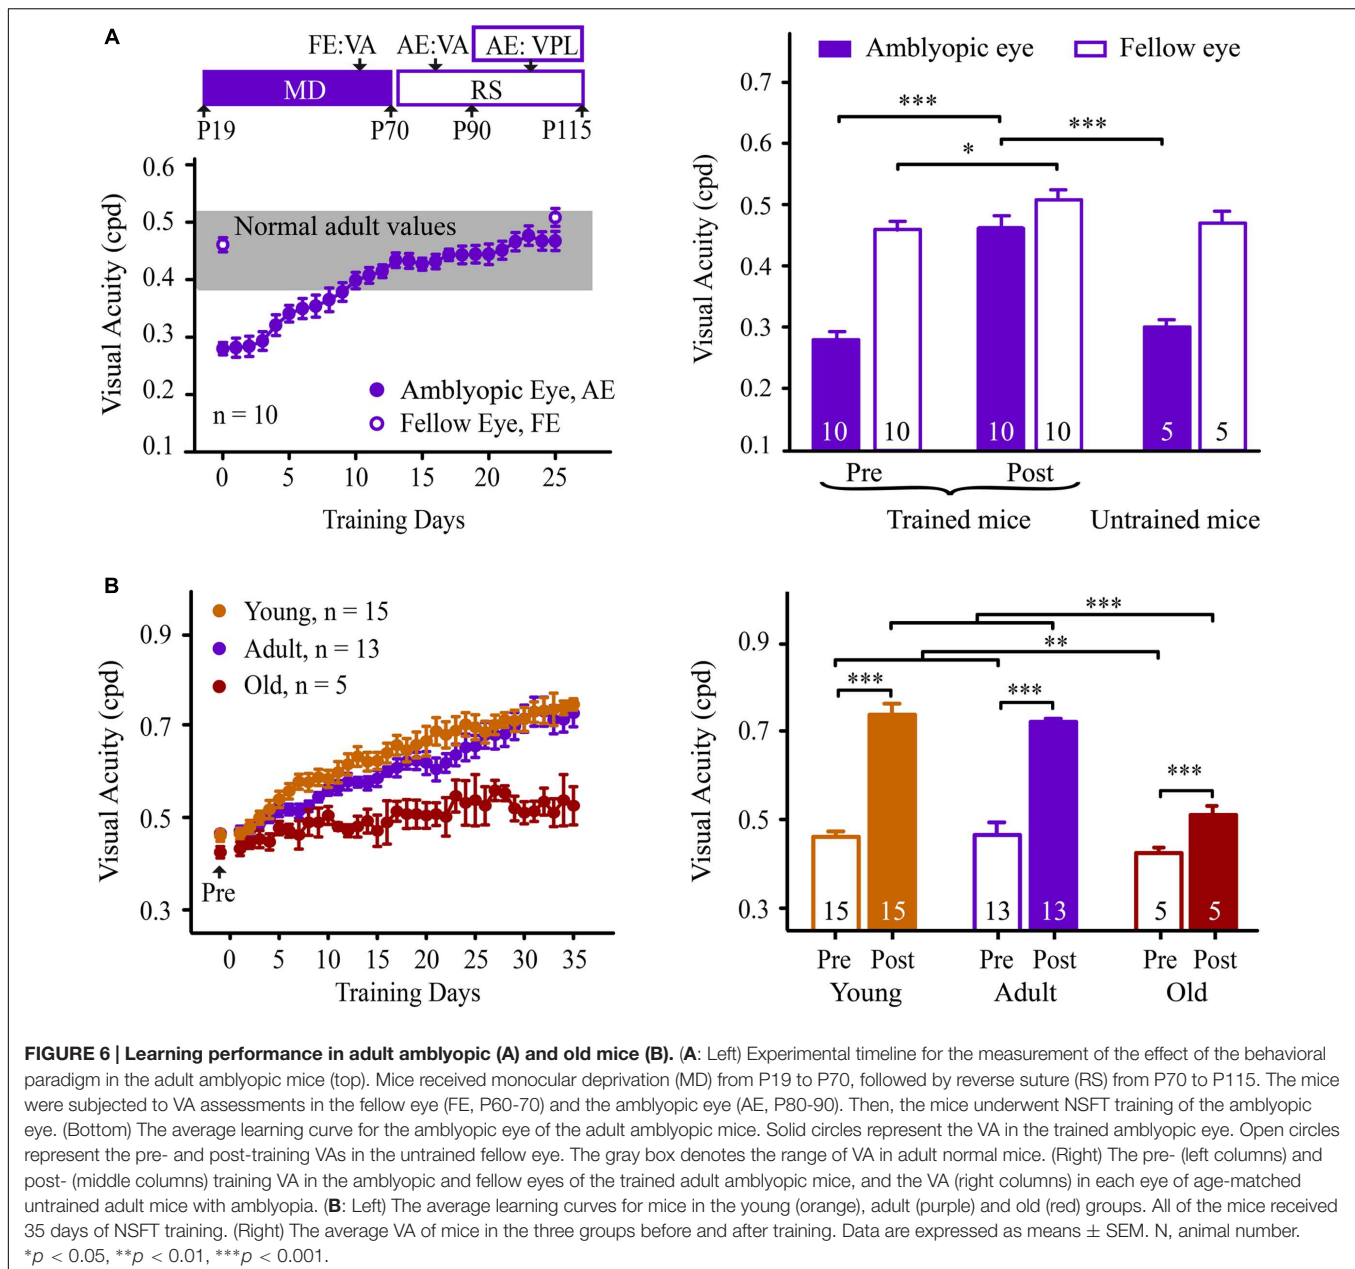 A
FE:VA AE:VA AE: VPL
MD RS
P19 P70 P90 P115
Visual Acuity (cpd)
0.6
0.5
0.4
0.3
0.2
0.1
Normal adult values
Amblyopic Eye, AE
Fellow Eye, FE
n = 10
0 5 10 15 20 25
Training Days
Amblyopic eye Fellow eye
Visual Acuity (cpd)
0.7
0.6
0.5
0.4
0.3
0.2
0.1
***
***
*
10 10 10 10 5 5
Pre Post
Trained mice Untrained mice
B
Visual Acuity (cpd)
0.9
0.7
0.5
0.3
Young, n = 15
Adult, n = 13
Old, n = 5
Pre
0 5 10 15 20 25 30 35
Training Days
Visual Acuity (cpd)
0.9
0.7
0.5
0.3
***
**
*** *** ***
15 15 13 13 5 5
Pre Post Pre Post Pre Post
Young Adult Old
FIGURE 6 | Learning performance in adult amblyopic (A) and old mice (B). (A: Left) Experimental timeline for the measurement of the effect of the behavioral
paradigm in the adult amblyopic mice (top). Mice received monocular deprivation (MD) from P19 to P70, followed by reverse suture (RS) from P70 to P115. The mice
were subjected to VA assessments in the fellow eye (FE, P60-70) and the amblyopic eye (AE, P80-90). Then, the mice underwent NSFT training of the amblyopic
eye. (Bottom) The average learning curve for the amblyopic eye of the adult amblyopic mice. Solid circles represent the VA in the trained amblyopic eye. Open circles
represent the pre- and post-training VAs in the untrained fellow eye. The gray box denotes the range of VA in adult normal mice. (Right) The pre- (left columns) and
post- (middle columns) training VA in the amblyopic and fellow eyes of the trained adult amblyopic mice, and the VA (right columns) in each eye of age-matched
untrained adult mice with amblyopia. (B: Left) The average learning curves for mice in the young (orange), adult (purple) and old (red) groups. All of the mice received
35 days of NSFT training. (Right) The average VA of mice in the three groups before and after training. Data are expressed as means ± SEM. N, animal number.
*p < 0.05, **p < 0.01, ***p < 0.001.